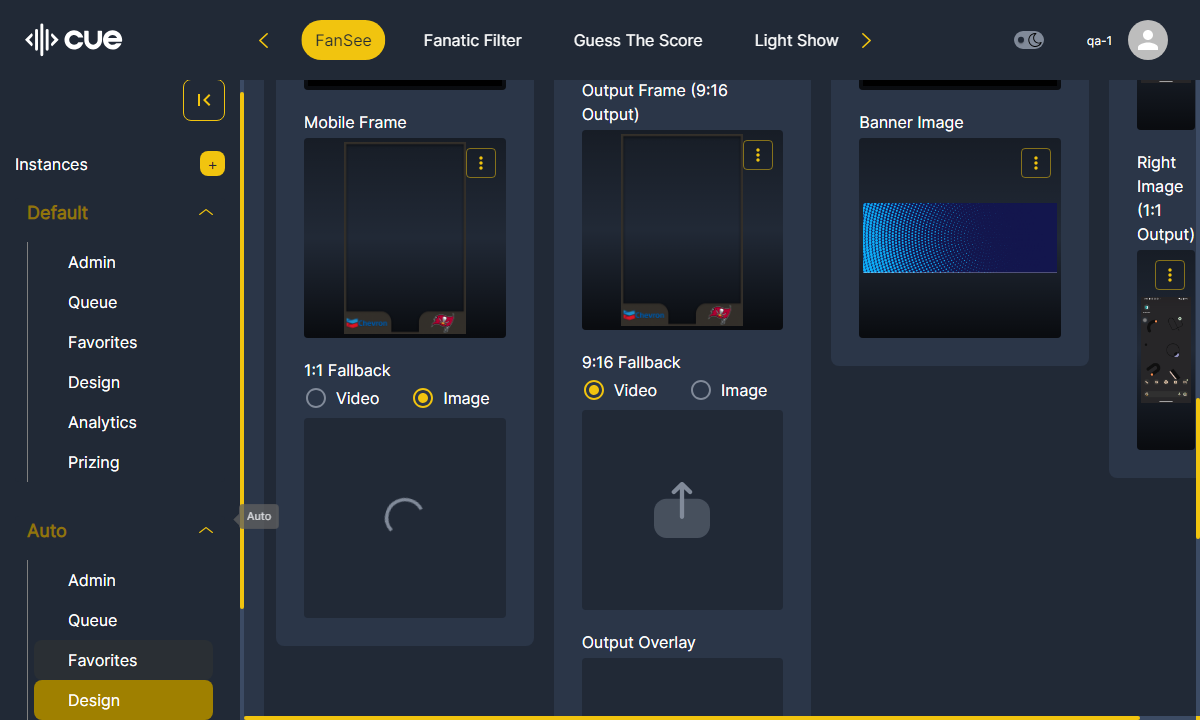 cue
FanSee
Fanatic Filter
Guess The Score
Light Show
qa-1
Instances
+
Default
Admin
Queue
Favorites
Design
Analytics
Prizing
Auto
Admin
Queue
Favorites
Design
Auto
Mobile Frame
1:1 Fallback
Video
Image
Output Frame (9:16
Output)
9:16 Fallback
Video
Image
Output Overlay
Banner Image
Right
Image
(1:1
Output)